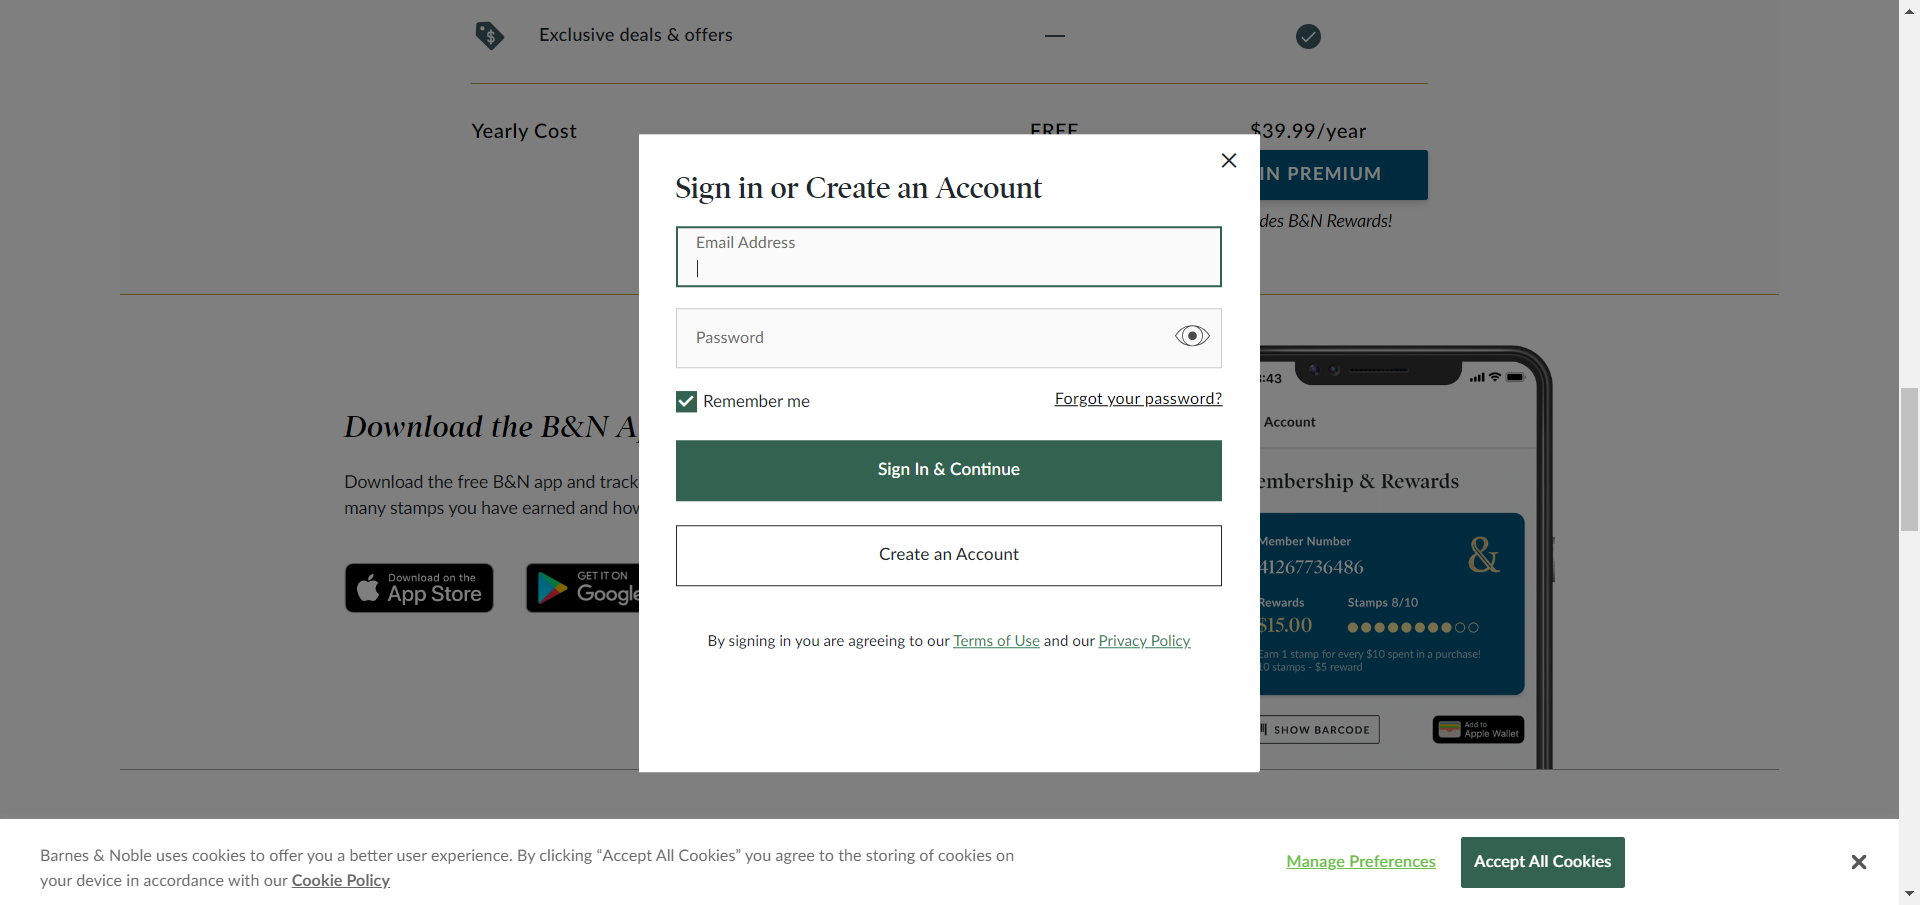 Exclusive deals & offers —
Yearly Cost FREE $39.99/year
IN PREMIUM
des B&N Rewards!
Sign in or Create an Account
Email Address
Password
Remember me Forgot your password?
Sign In & Continue
Create an Account
By signing in you are agreeing to our Terms of Use and our Privacy Policy
Download the B&N A
Download the free B&N app and track
many stamps you have earned and how
Download on the
App Store
GET IT ON
Google
:43
Account
embership & Rewards
Member Number
41267736486
&
Rewards Stamps 8/10
$15.00
Earn 1 stamp for every $10 spent in a purchase!
10 stamps - $5 reward
SHOW BARCODE
Add to
Apple Wallet
Barnes & Noble uses cookies to offer you a better user experience. By clicking “Accept All Cookies” you agree to the storing of cookies on
your device in accordance with our Cookie Policy
Manage Preferences
Accept All Cookies